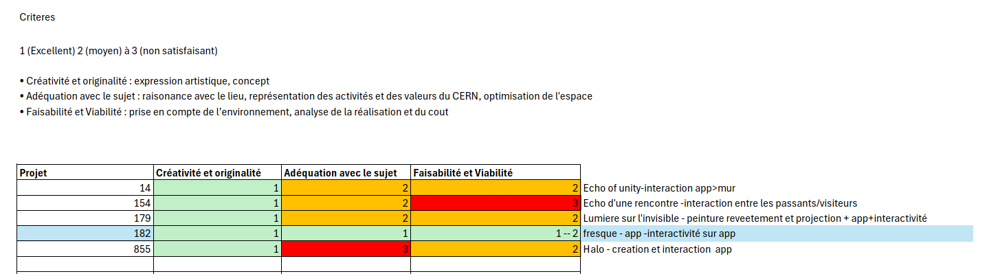 Criteres
1 (Excellent) 2 (moyen) à 3 (non satisfaisant)
• Créativité et originalité : expression artistique, concept
• Adéquation avec le sujet : raisonance avec le lieu, représentation des activités et des valeurs du CERN, optimisation de l'espace
• Faisabilité et Viabilité : prise en compte de l'environnement, analyse de la réalisation et du cout
Projet Créativité et originalité Adéquation avec le sujet Faisabilité et Viabilité
14 1 2 2 Echo of unity-interaction app>mur
154 1 2 3 Echo d'une rencontre -interaction entre les passants/visiteurs
179 1 2 2 Lumiere sur l'invisible - peinture reveetement et projection + app+interactivité
182 1 1 1 -- 2 fresque - app -interactivité sur app
855 1 3 2 Halo - creation et interaction  app